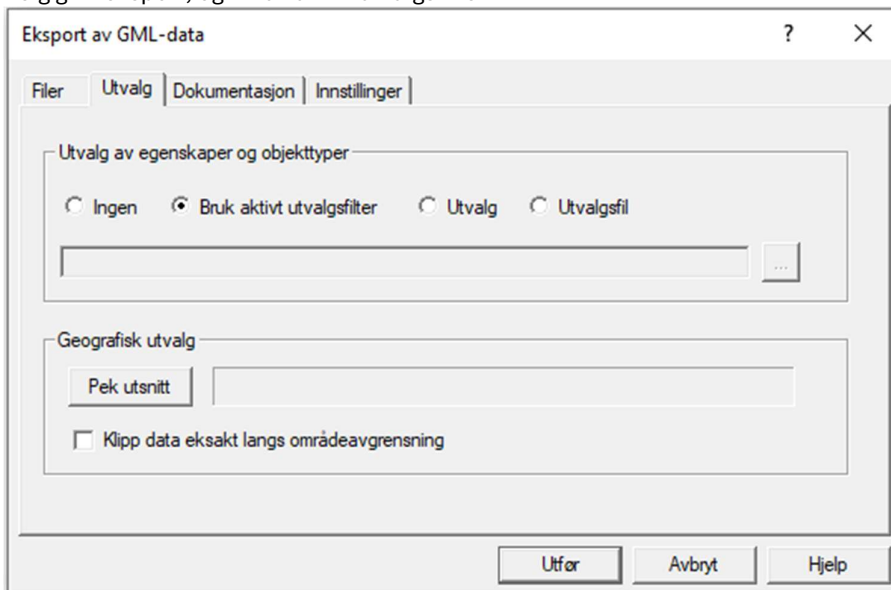 Eksport av GML-data ? X
Filer Utvalg Dokumentasjon Innstillinger
Utvalg av egenskaper og objekttyper
Ingen Bruk aktivt utvalgsfilter Utvalg Utvalgsfil
...
Geografisk utvalg
Pek utsnitt
Klipp data eksakt langs områdeavgrensning
Utfør Avbryt Hjelp